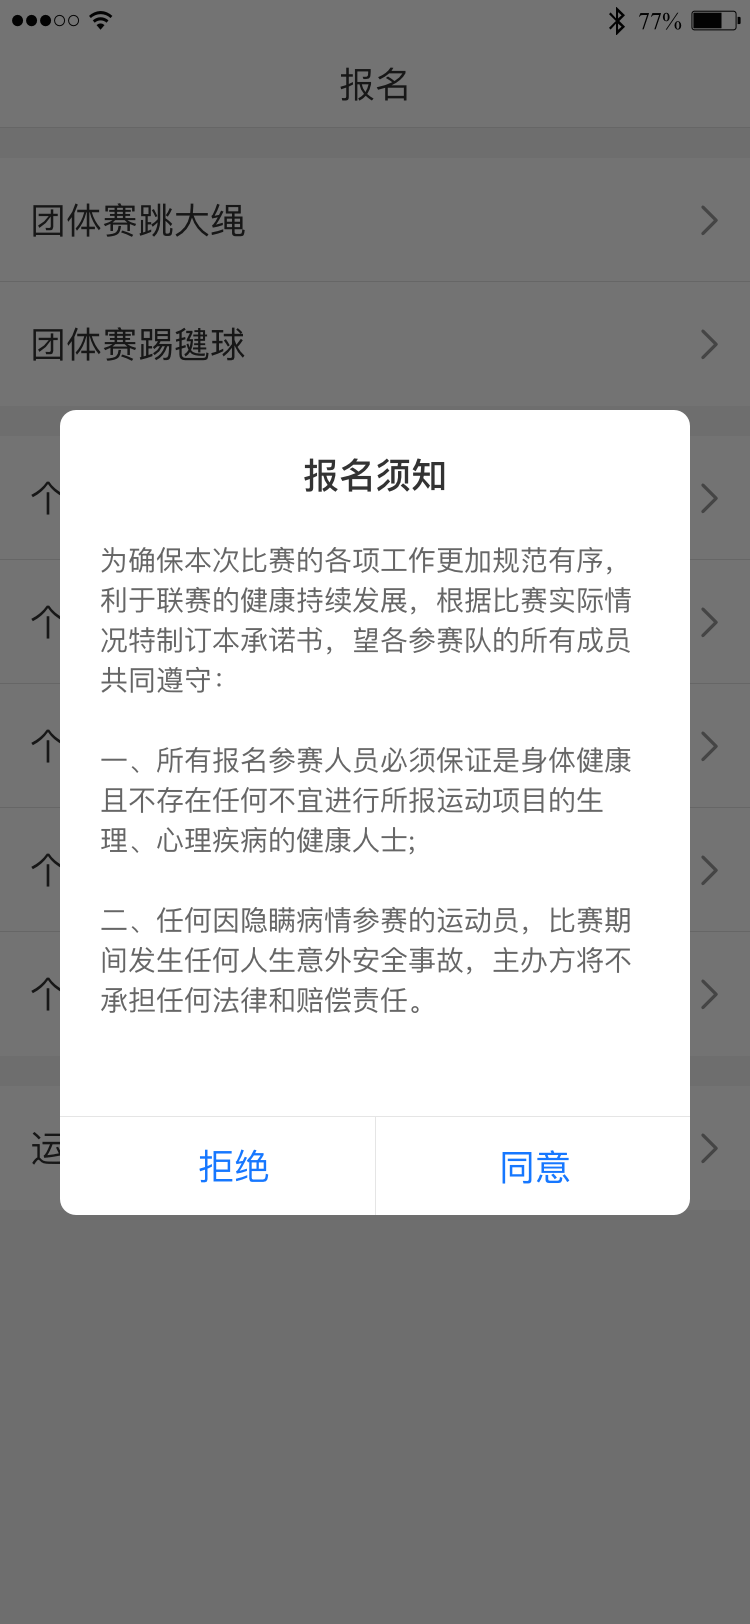 77%
报名
团体赛跳大绳
团体赛踢毽球
个
个
个
个
个
运
报名须知
为确保本次比赛的各项工作更加规范有序，
利于联赛的健康持续发展，根据比赛实际情
况特制订本承诺书，望各参赛队的所有成员
共同遵守：
一、所有报名参赛人员必须保证是身体健康
且不存在任何不宜进行所报运动项目的生
理、心理疾病的健康人士;
二、任何因隐瞒病情参赛的运动员，比赛期
间发生任何人生意外安全事故，主办方将不
承担任何法律和赔偿责任。
拒绝
同意